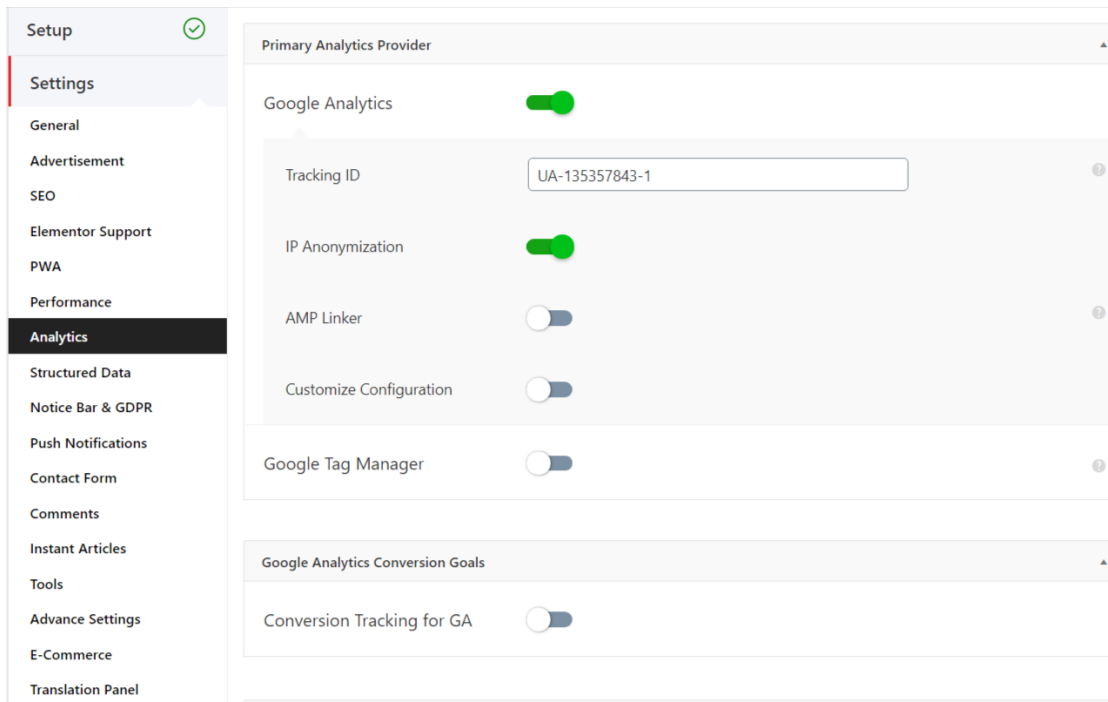 Setup
Settings
General
Advertisement
SEO
Elementor Support
PWA
Performance
Analytics
Structured Data
Notice Bar & GDPR
Push Notifications
Contact Form
Comments
Instant Articles
Tools
Advance Settings
E-Commerce
Translation Panel
Primary Analytics Provider
Google Analytics
Tracking ID
UA-135357843-1
IP Anonymization
AMP Linker
Customize Configuration
Google Tag Manager
Google Analytics Conversion Goals
Conversion Tracking for GA